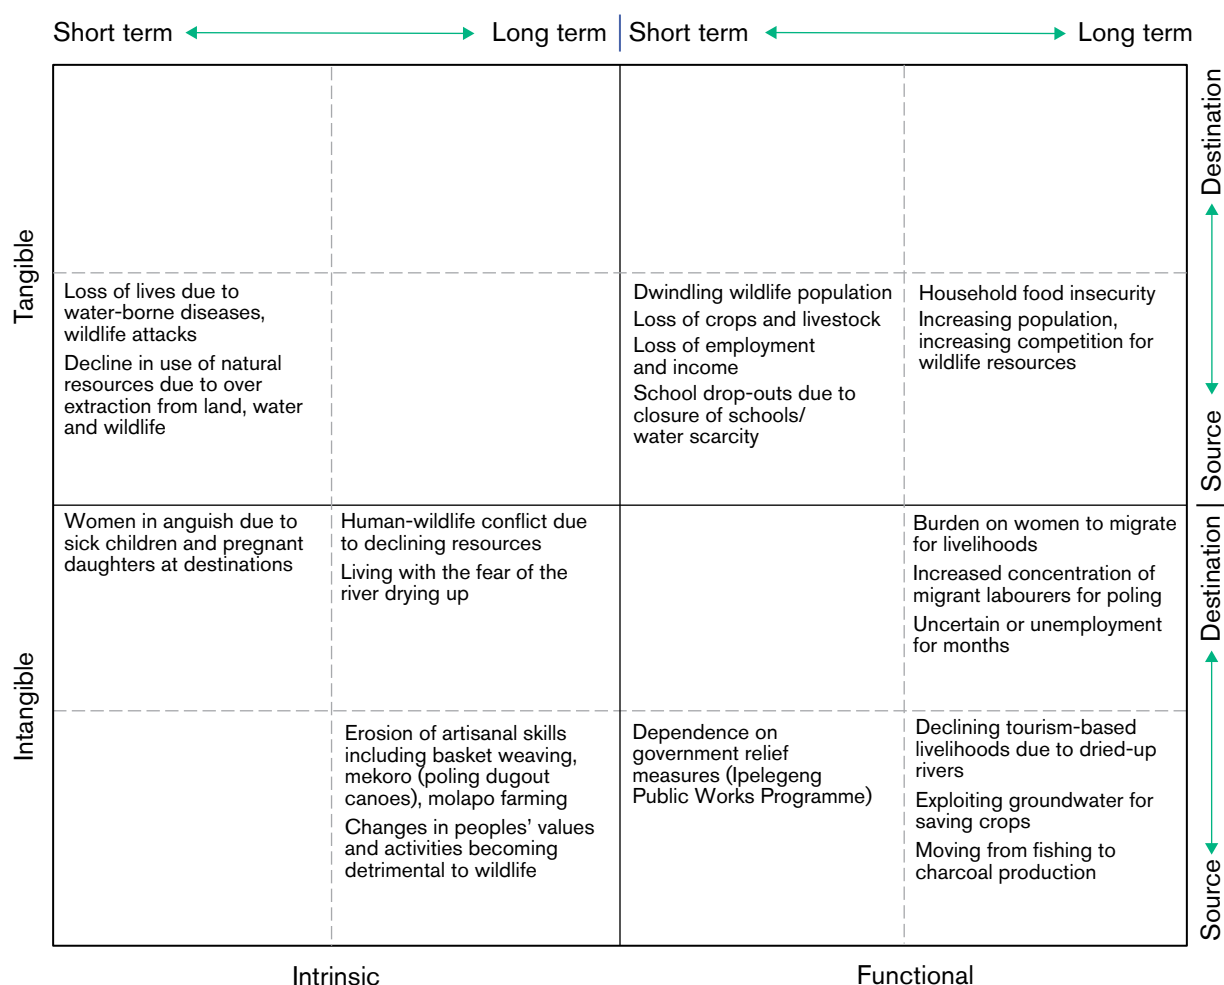 Short term
Long term
Short term
Long term
Destination
Tangible
Loss of lives due to
water-borne diseases,
wildlife attacks
Decline in use of natural
resources due to over
extraction from land, water
and wildlife
Dwindling wildlife population
Loss of crops and livestock
Loss of employment
and income
School drop-outs due to
closure of schools/
water scarcity
Household food insecurity
Increasing population,
increasing competition for
wildlife resources
Source
Women in anguish due to
sick children and pregnant
daughters at destinations
Human-wildlife conflict due
to declining resources
Living with the fear of the
river drying up
Burden on women to migrate
for livelihoods
Increased concentration of
migrant labourers for poling
Uncertain or unemployment
for months
Destination
Intangible
Erosion of artisanal skills
including basket weaving,
mekoro (poling dugout
canoes), molapo farming
Changes in peoples’ values
and activities becoming
detrimental to wildlife
Dependence on
government relief
measures (Ipelegeng
Public Works Programme)
Declining tourism-based
livelihoods due to dried-up
rivers
Exploiting groundwater for
saving crops
Moving from fishing to
charcoal production
Source
Intrinsic
Functional